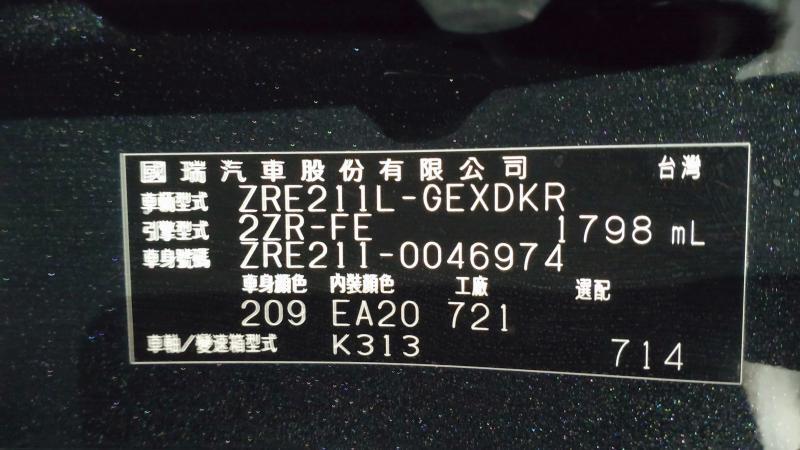 國瑞汽車股份有限公司 台灣
車輛型式 ZRE211L-GEXDKR
引擎型式 2ZR-FE 1798 mL
車身號碼 ZRE211-0046974
車身顏色 內裝顏色 工廠 選配
209 EA20 721
車軸/變速箱型式 K313 714